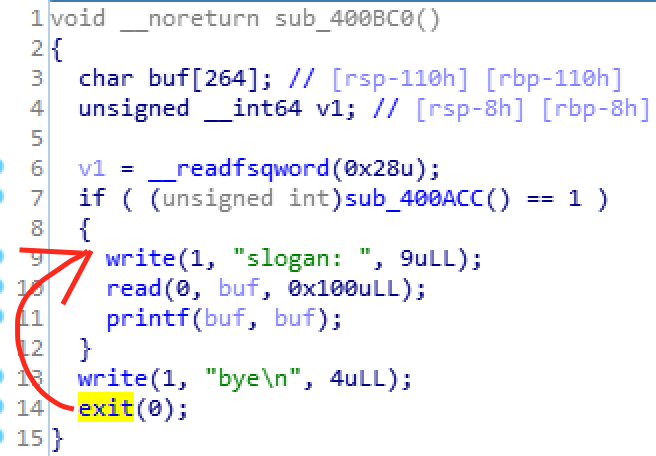 1 void __noreturn sub_400BC0()
2 {
3 char buf[264]; // [rsp-110h] [rbp-110h]
4 unsigned __int64 v1; // [rsp-8h] [rbp-8h]
5
6 v1 = __readfsqword(0x28u);
7 if ( (unsigned int)sub_400ACC() == 1 )
8 {
9 write(1, "slogan: ", 9uLL);
10 read(0, buf, 0x100uLL);
11 printf(buf, buf);
12 }
13 write(1, "bye\n", 4uLL);
14 exit(0);
15 }